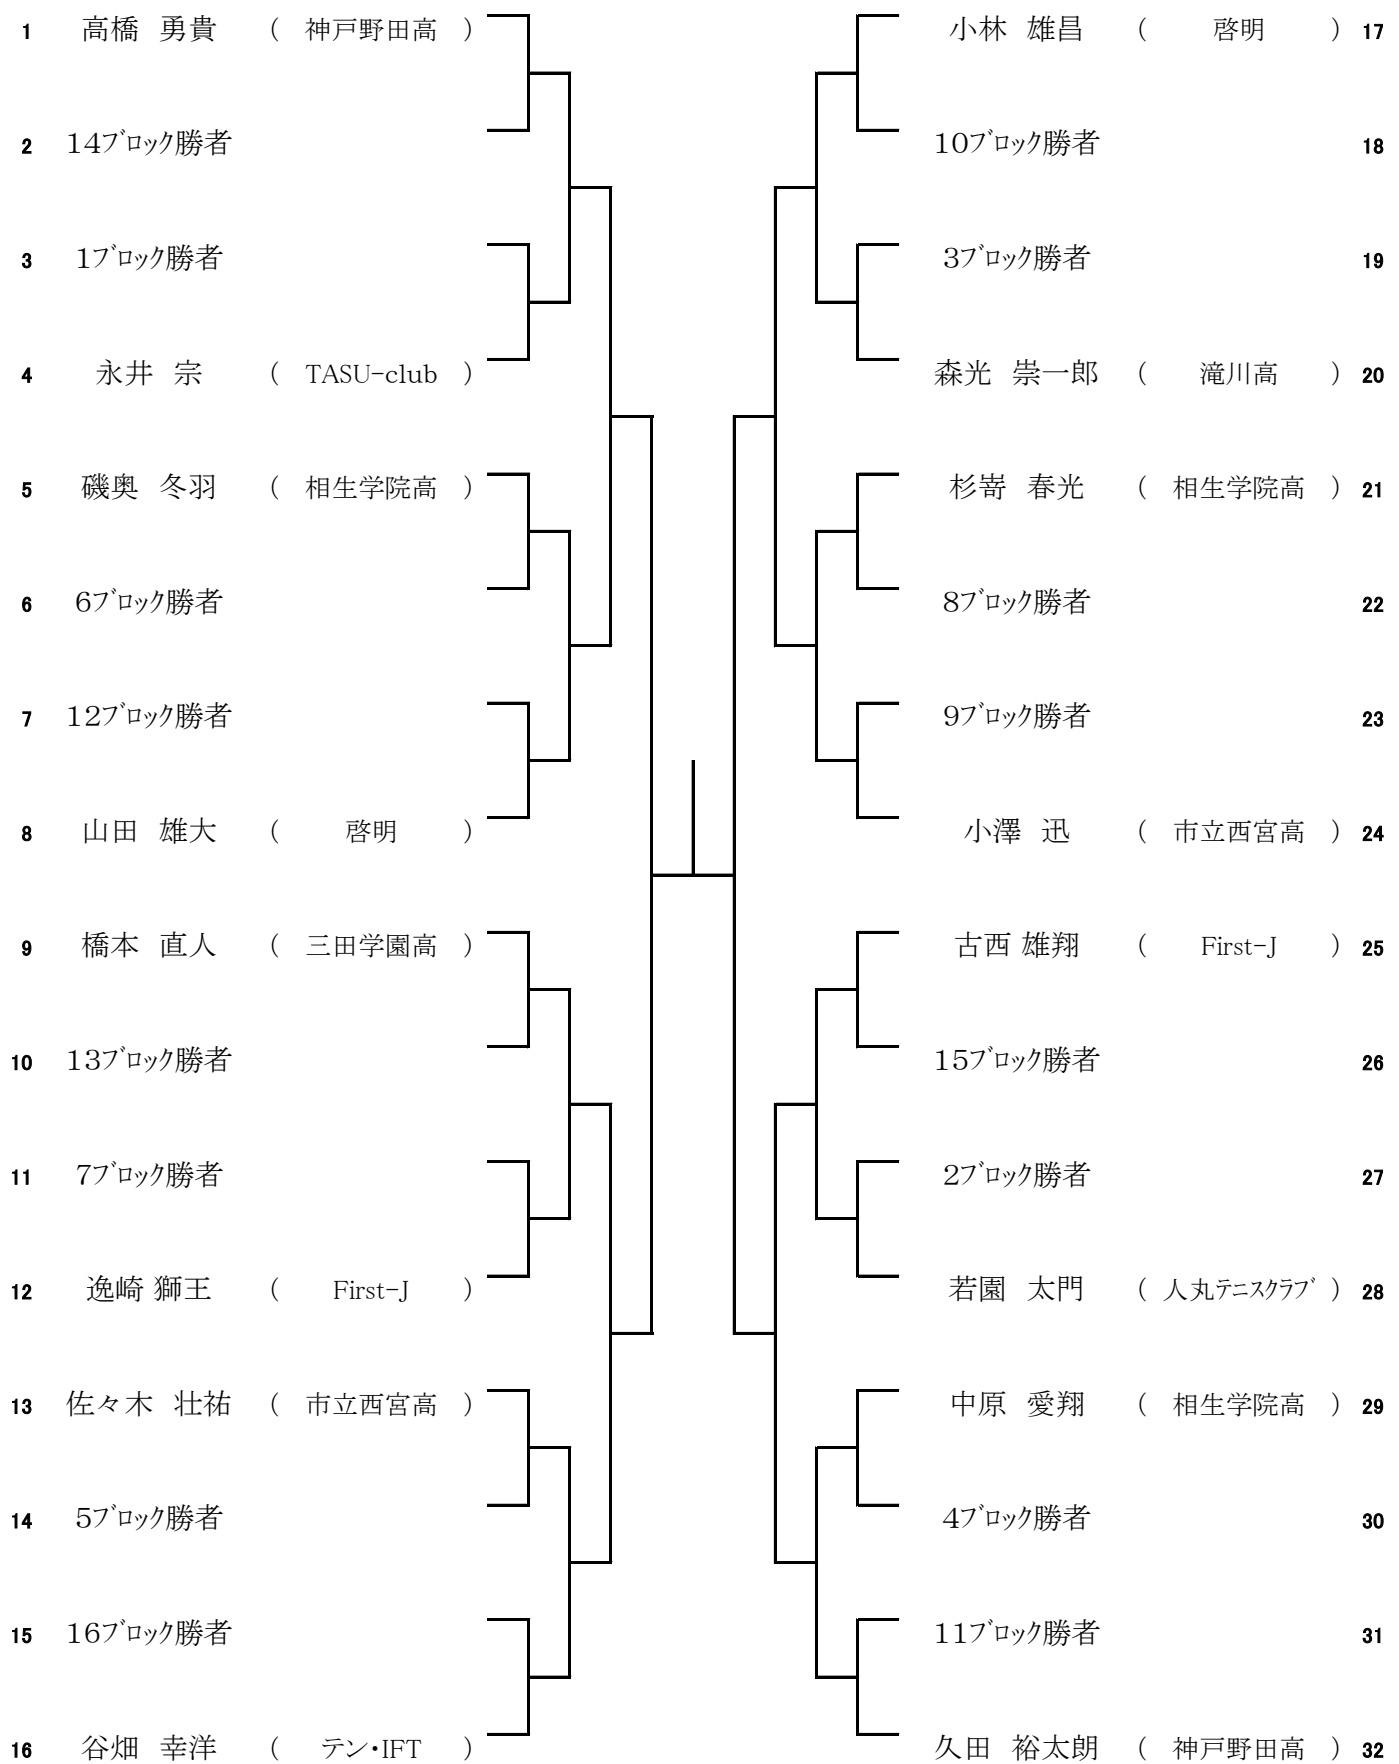 1 高橋 勇貴 ( 神戸野田高 )
2 14ブロック勝者
3 1ブロック勝者
4 永井 宗 ( TASU-club )
5 磯奥 冬羽 ( 相生学院高 )
6 6ブロック勝者
7 12ブロック勝者
8 山田 雄大 ( 啓明 )
9 橋本 直人 ( 三田学園高 )
10 13ブロック勝者
11 7ブロック勝者
12 逸崎 獅王 ( First-J )
13 佐々木 壮祐 ( 市立西宮高 )
14 5ブロック勝者
15 16ブロック勝者
16 谷畑 幸洋 ( テン・IFT )
小林 雄昌 ( 啓明 ) 17
10ブロック勝者 18
3ブロック勝者 19
森光 崇一郎 ( 滝川高 ) 20
杉嵜 春光 ( 相生学院高 ) 21
8ブロック勝者 22
9ブロック勝者 23
小澤 迅 ( 市立西宮高 ) 24
古西 雄翔 ( First-J ) 25
15ブロック勝者 26
2ブロック勝者 27
若園 太門 ( 人丸テニスクラブ ) 28
中原 愛翔 ( 相生学院高 ) 29
4ブロック勝者 30
11ブロック勝者 31
久田 裕太朗 ( 神戸野田高 ) 32